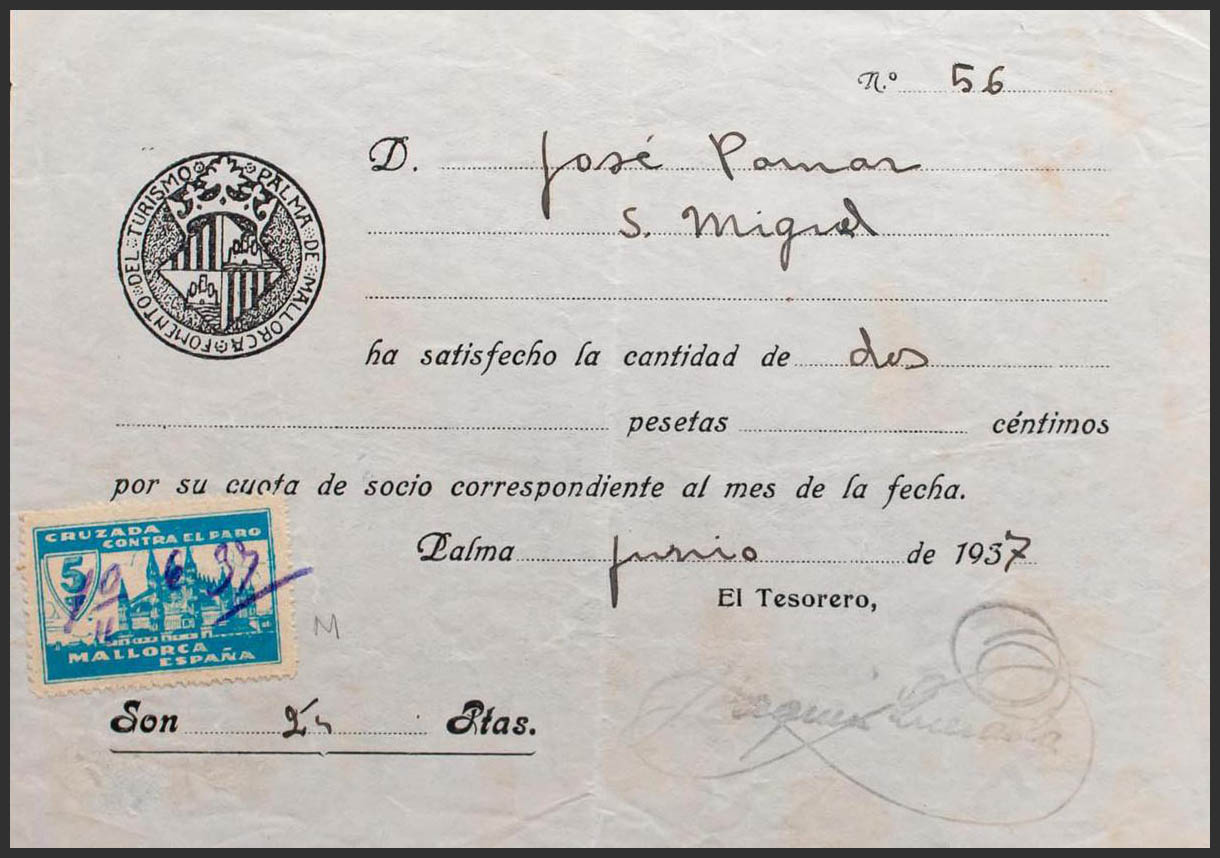 N.º 56
D. José Pomar
S. Miguel
FOMENTO DEL TURISMO PALMA DE MALLORCA
ha satisfecho la cantidad de dos
pesetas céntimos
por su cuota de socio correspondiente al mes de la fecha.
Palma junio de 1937
El Tesorero,
CRUZADA
CONTRA EL PARO
5
6 37
MALLORCA
ESPAÑA
M
Son Ptas.